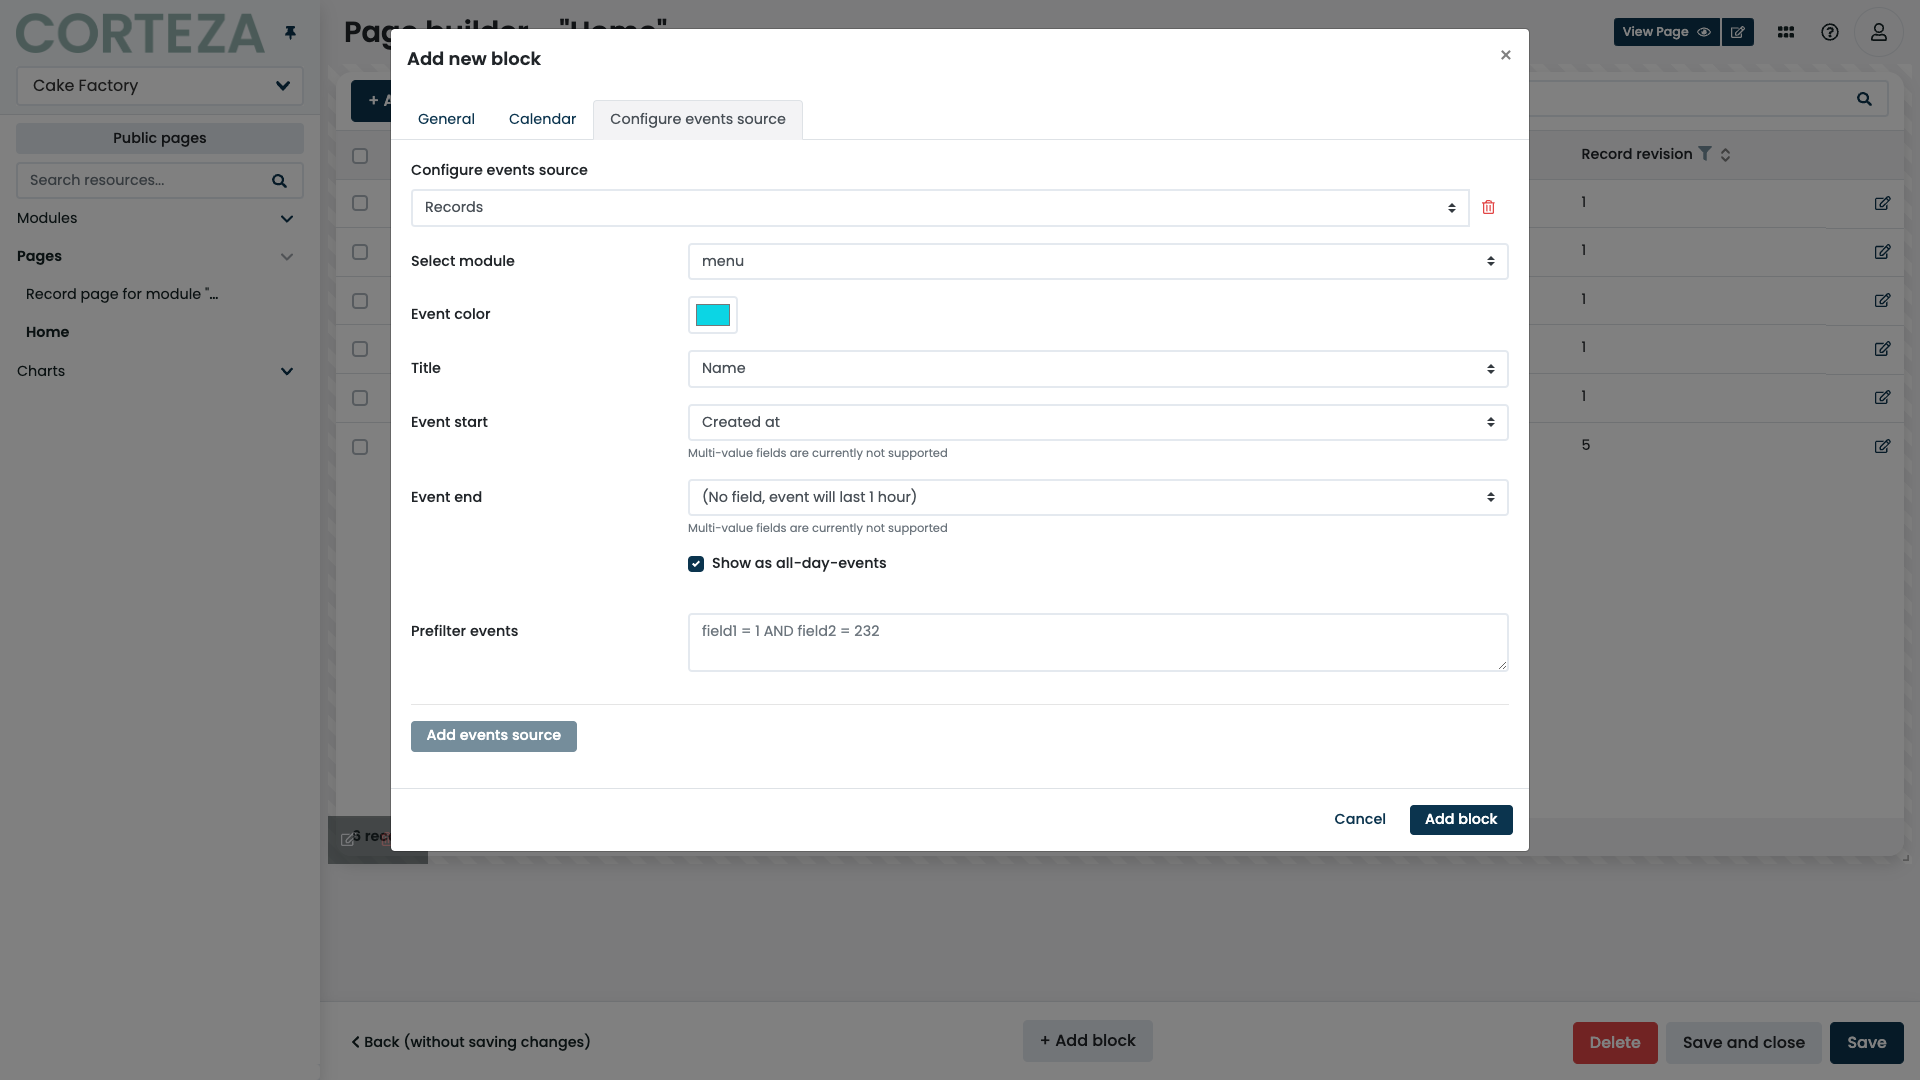 CORTEZA
Cake Factory
Public pages
Search resources...
Modules
Pages
Record page for module "...
Home
Charts
Page builder - "Home"
View Page
+ A
Record revision
1
1
1
1
1
5
6 rec
Add new block
×
General
Calendar
Configure events source
Configure events source
Records
Select module
menu
Event color
Title
Name
Event start
Created at
Multi-value fields are currently not supported
Event end
(No field, event will last 1 hour)
Multi-value fields are currently not supported
Show as all-day-events
Prefilter events
field1 = 1 AND field2 = 232
Add events source
Cancel
Add block
Back (without saving changes)
+ Add block
Delete
Save and close
Save